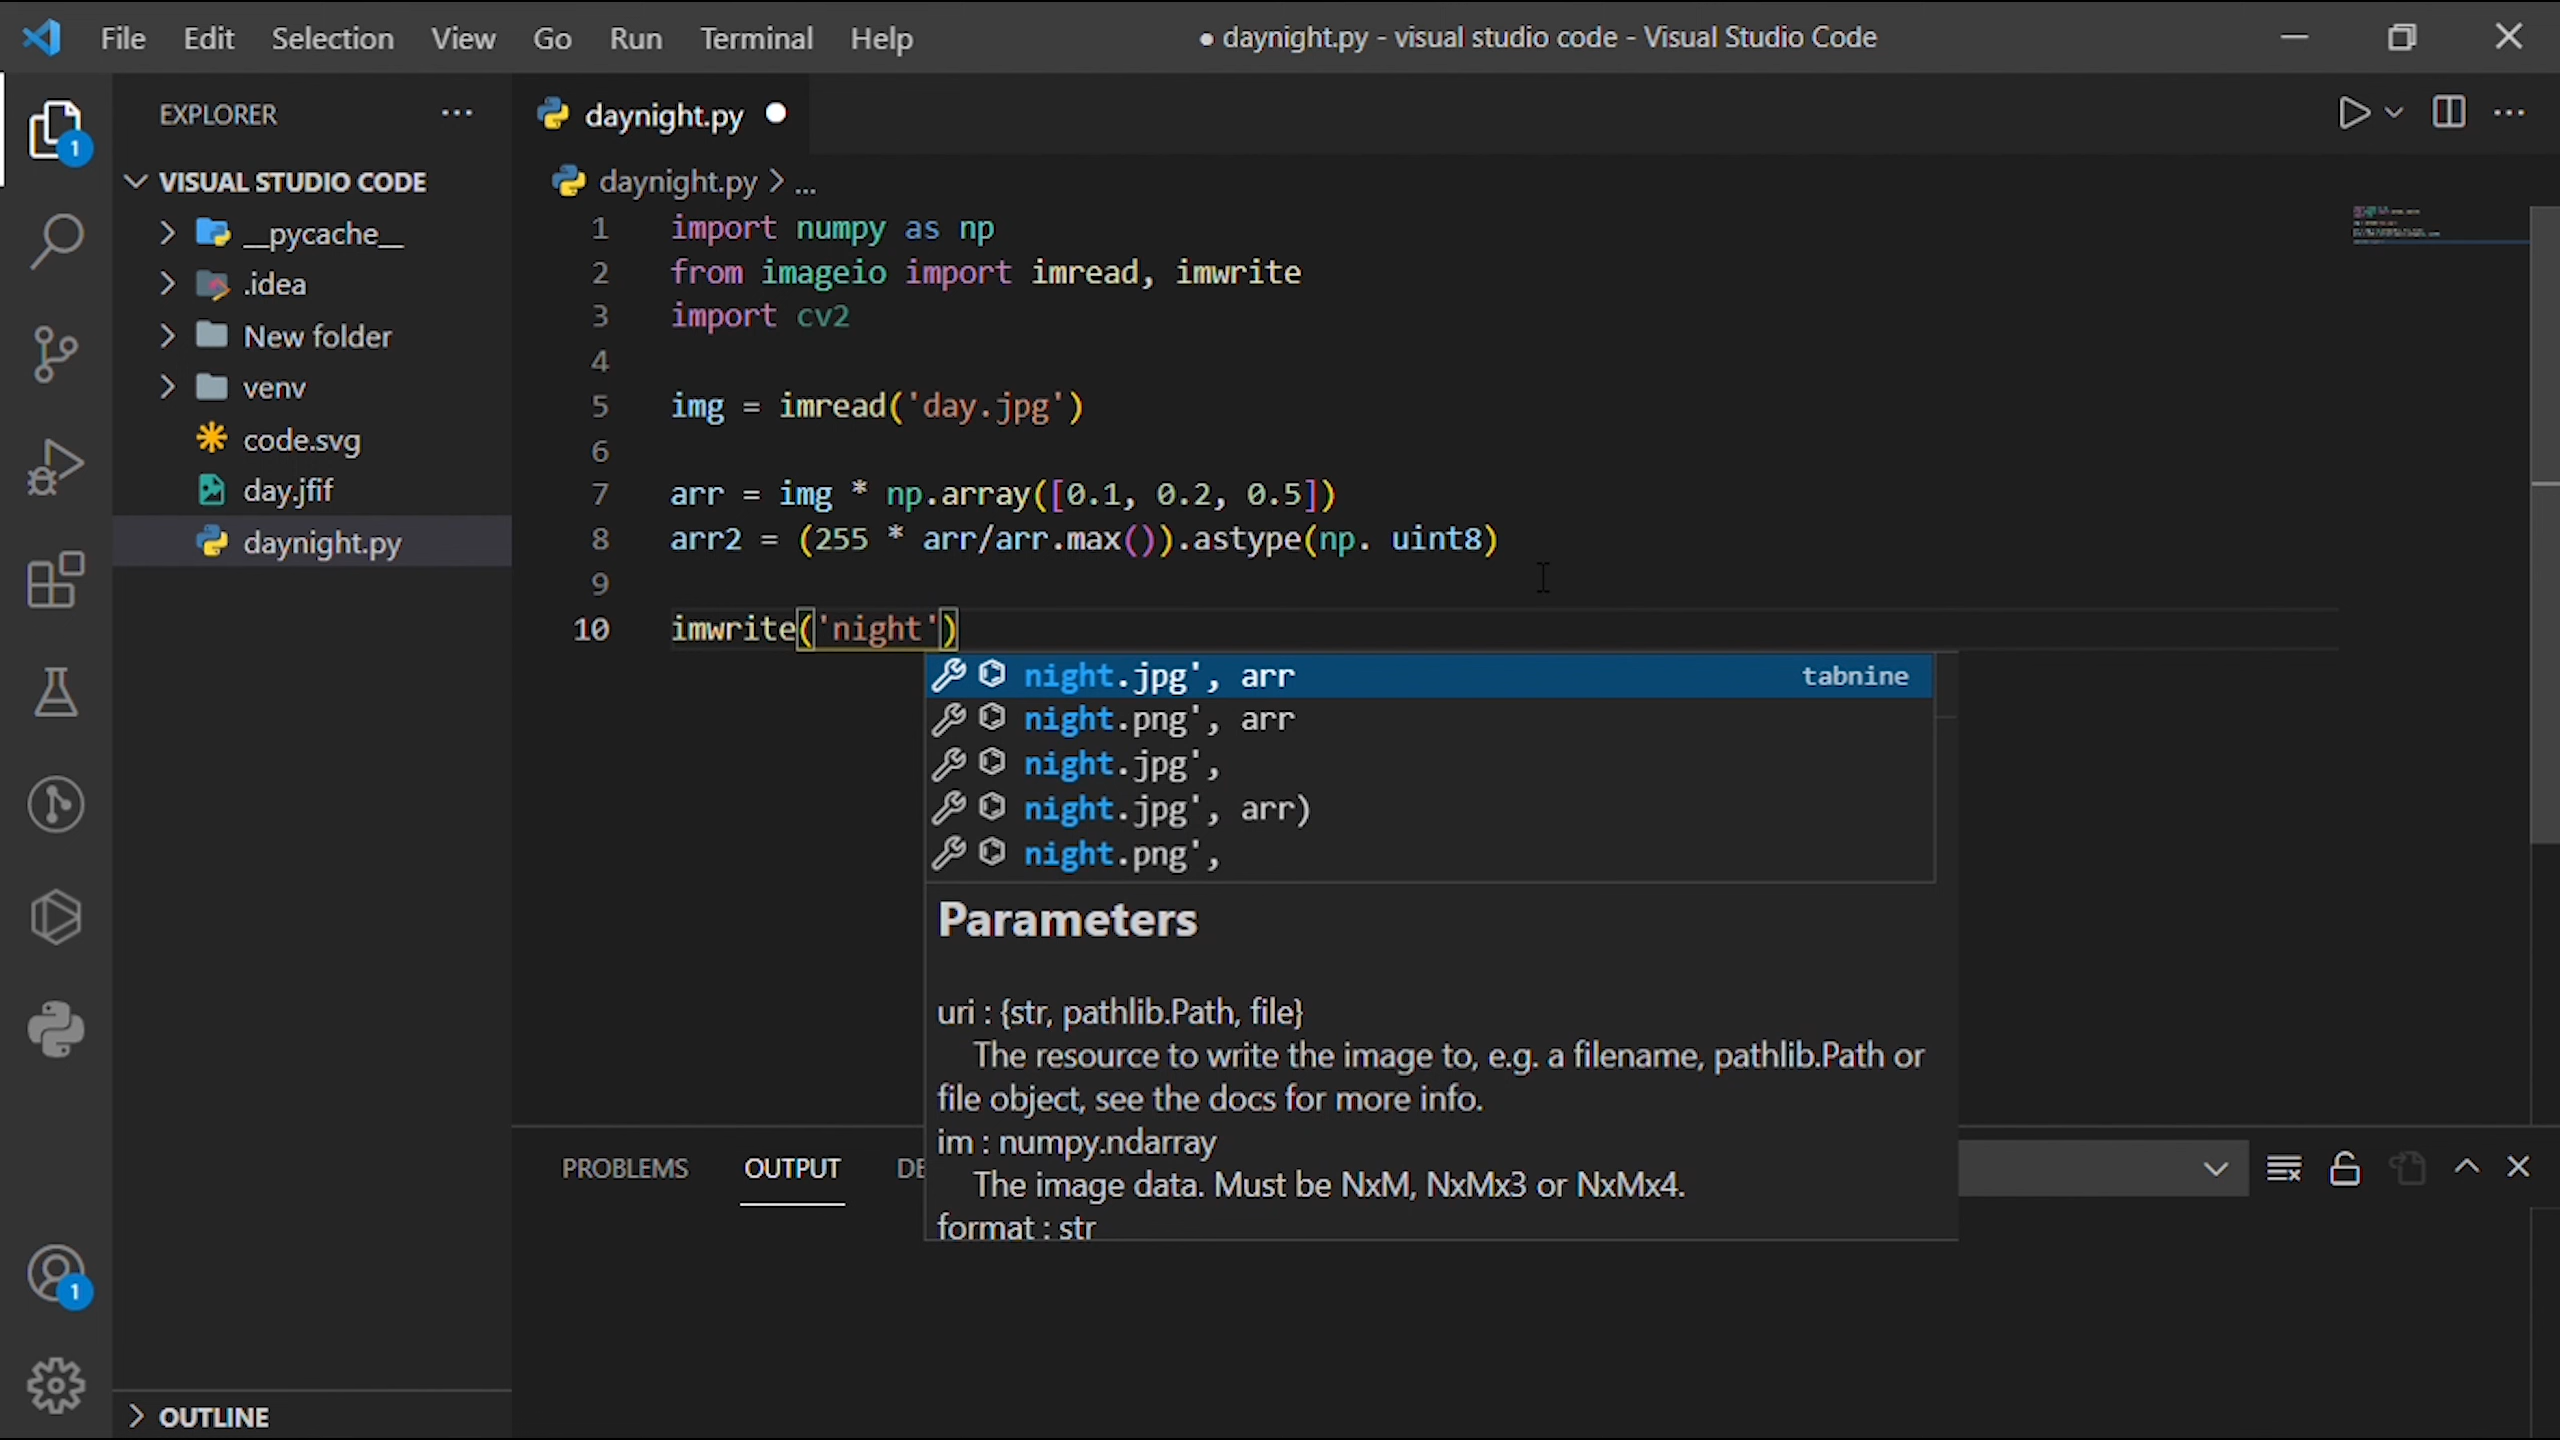 File Edit Selection View Go Run Terminal Help
● daynight.py - visual studio code - Visual Studio Code
EXPLORER ...
1
VISUAL STUDIO CODE
__pycache__
.idea
New folder
venv
code.svg
day.jfif
daynight.py
OUTLINE
1
daynight.py
daynight.py > ...
1 import numpy as np
2 from imageio import imread, imwrite
3 import cv2
4
5 img = imread('day.jpg')
6
7 arr = img * np.array([0.1, 0.2, 0.5])
8 arr2 = (255 * arr/arr.max()).astype(np. uint8)
9
10 imwrite('night')
night.jpg', arr tabnine
night.png', arr
night.jpg',
night.jpg', arr)
night.png',
Parameters
uri : {str, pathlib.Path, file}
The resource to write the image to, e.g. a filename, pathlib.Path or
file object, see the docs for more info.
im : numpy.ndarray
The image data. Must be NxM, NxMx3 or NxMx4.
format : str
PROBLEMS OUTPUT DE